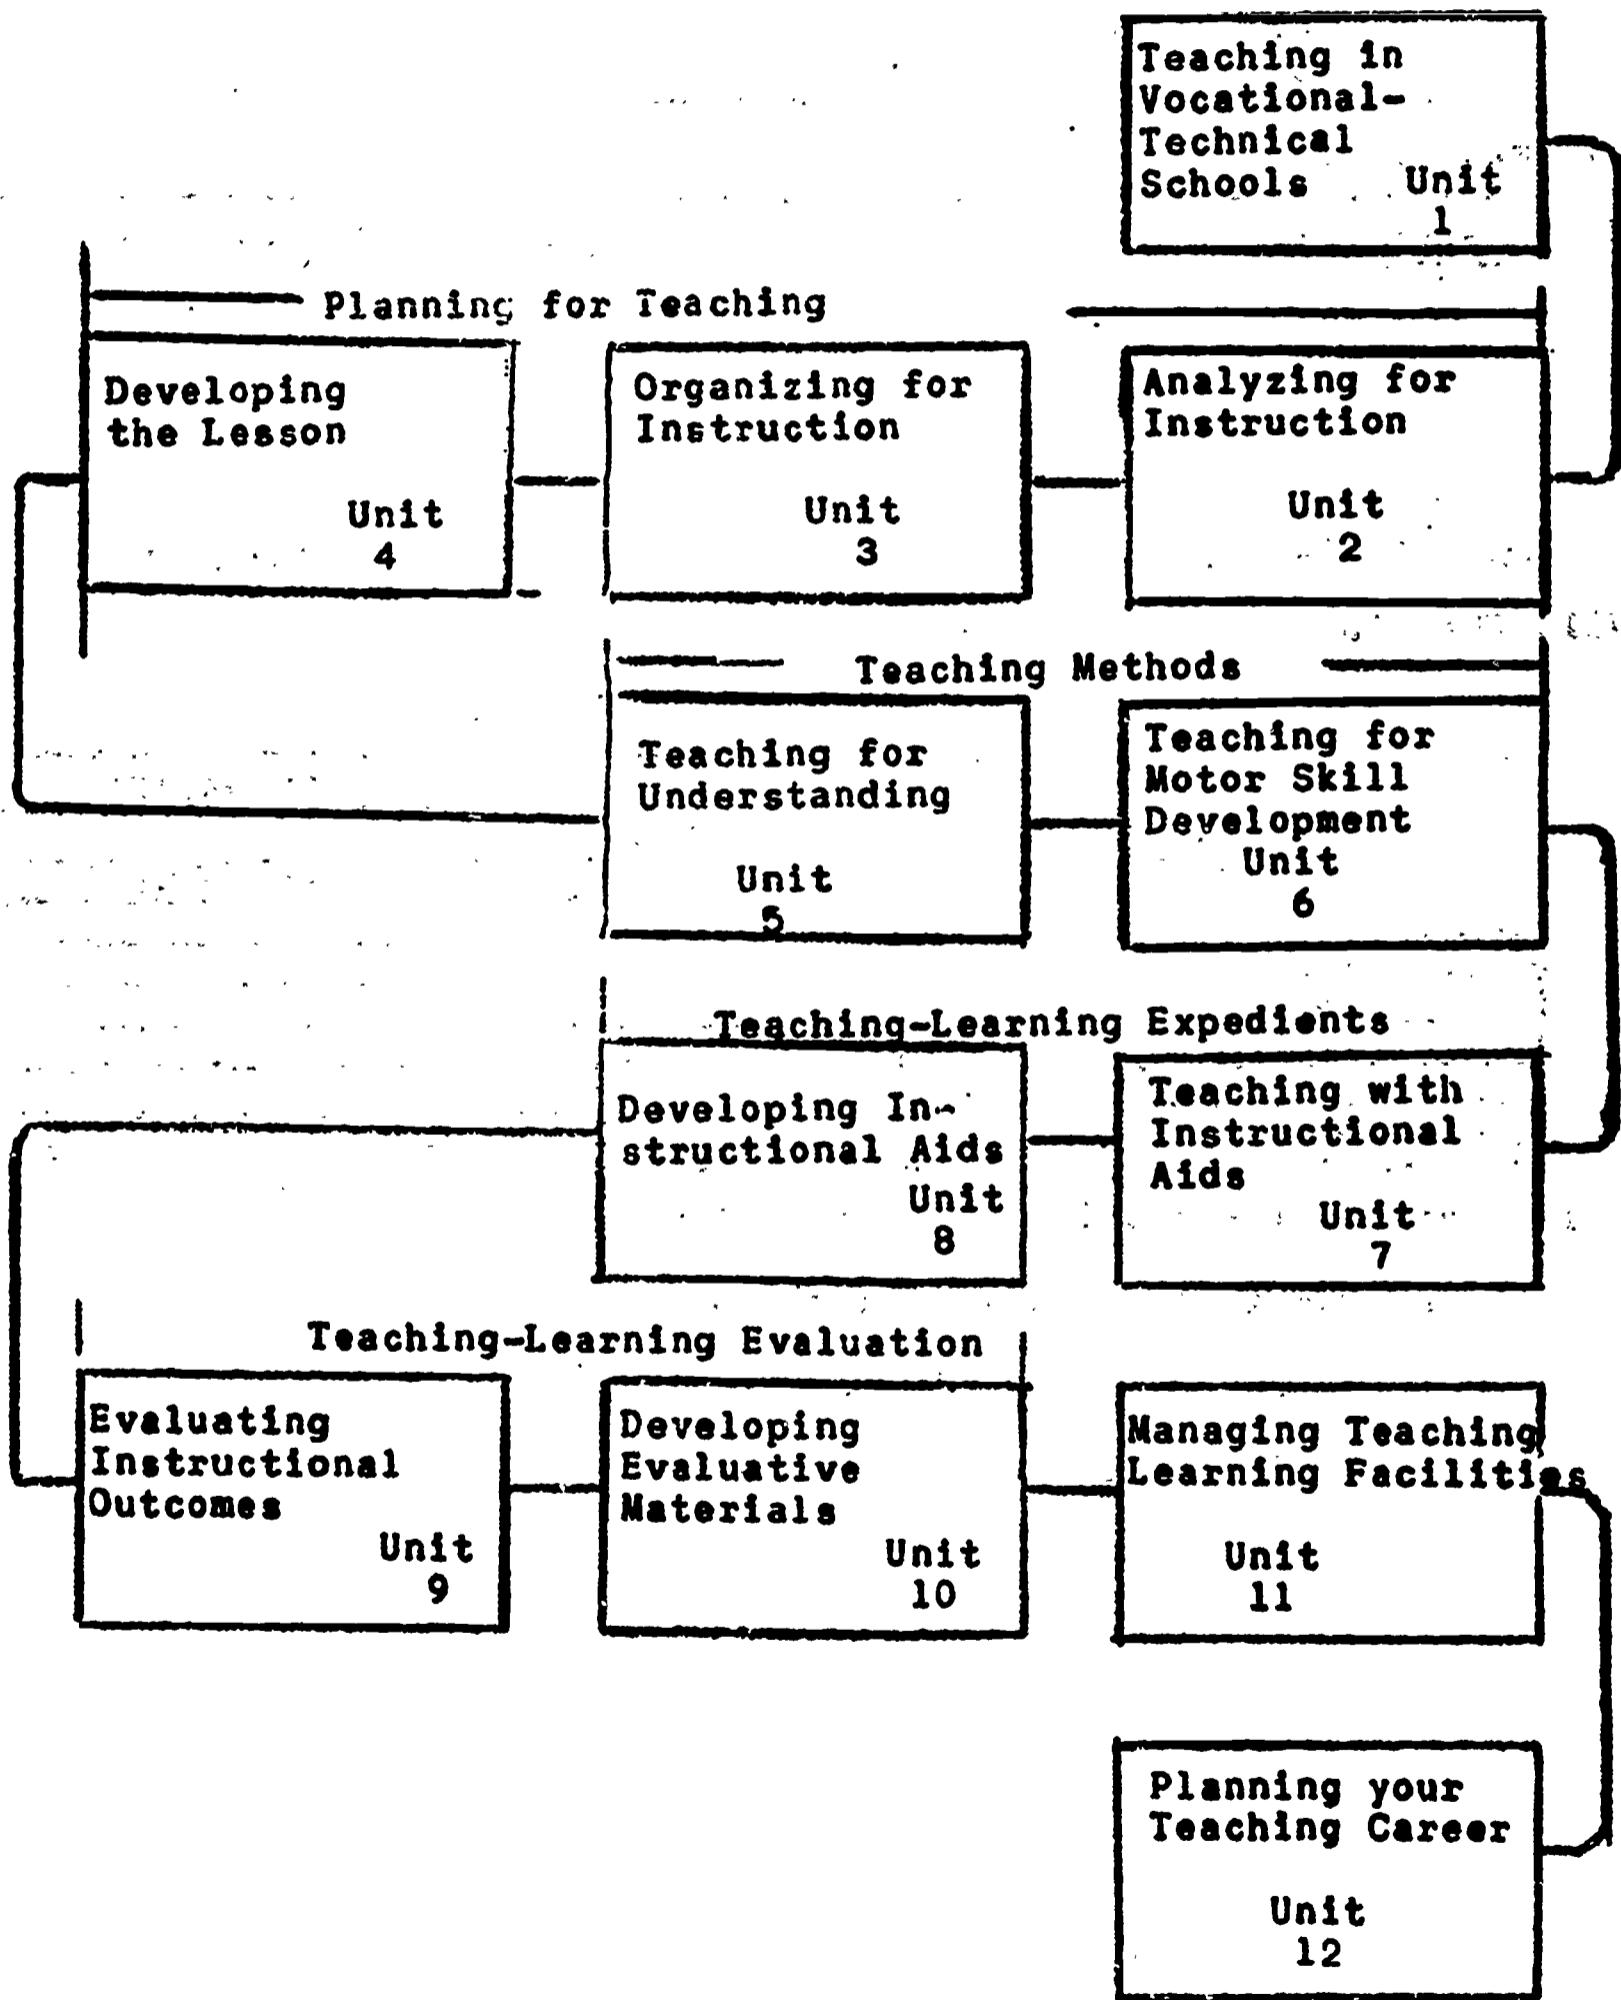 Teaching in
Vocational-
Technical
Schools Unit
1
Planning for Teaching
Developing
the Lesson
Unit
4
Organizing for
Instruction
Unit
3
Analyzing for
Instruction
Unit
2
Teaching Methods
Teaching for
Understanding
Unit
5
Teaching for
Motor Skill
Development
Unit
6
Teaching-Learning Expedients
Developing In-
structional Aids
Unit
8
Teaching with
Instructional
Aids
Unit
7
Teaching-Learning Evaluation
Evaluating
Instructional
Outcomes
Unit
9
Developing
Evaluative
Materials
Unit
10
Managing Teaching
Learning Facilities
Unit
11
Planning your
Teaching Career
Unit
12